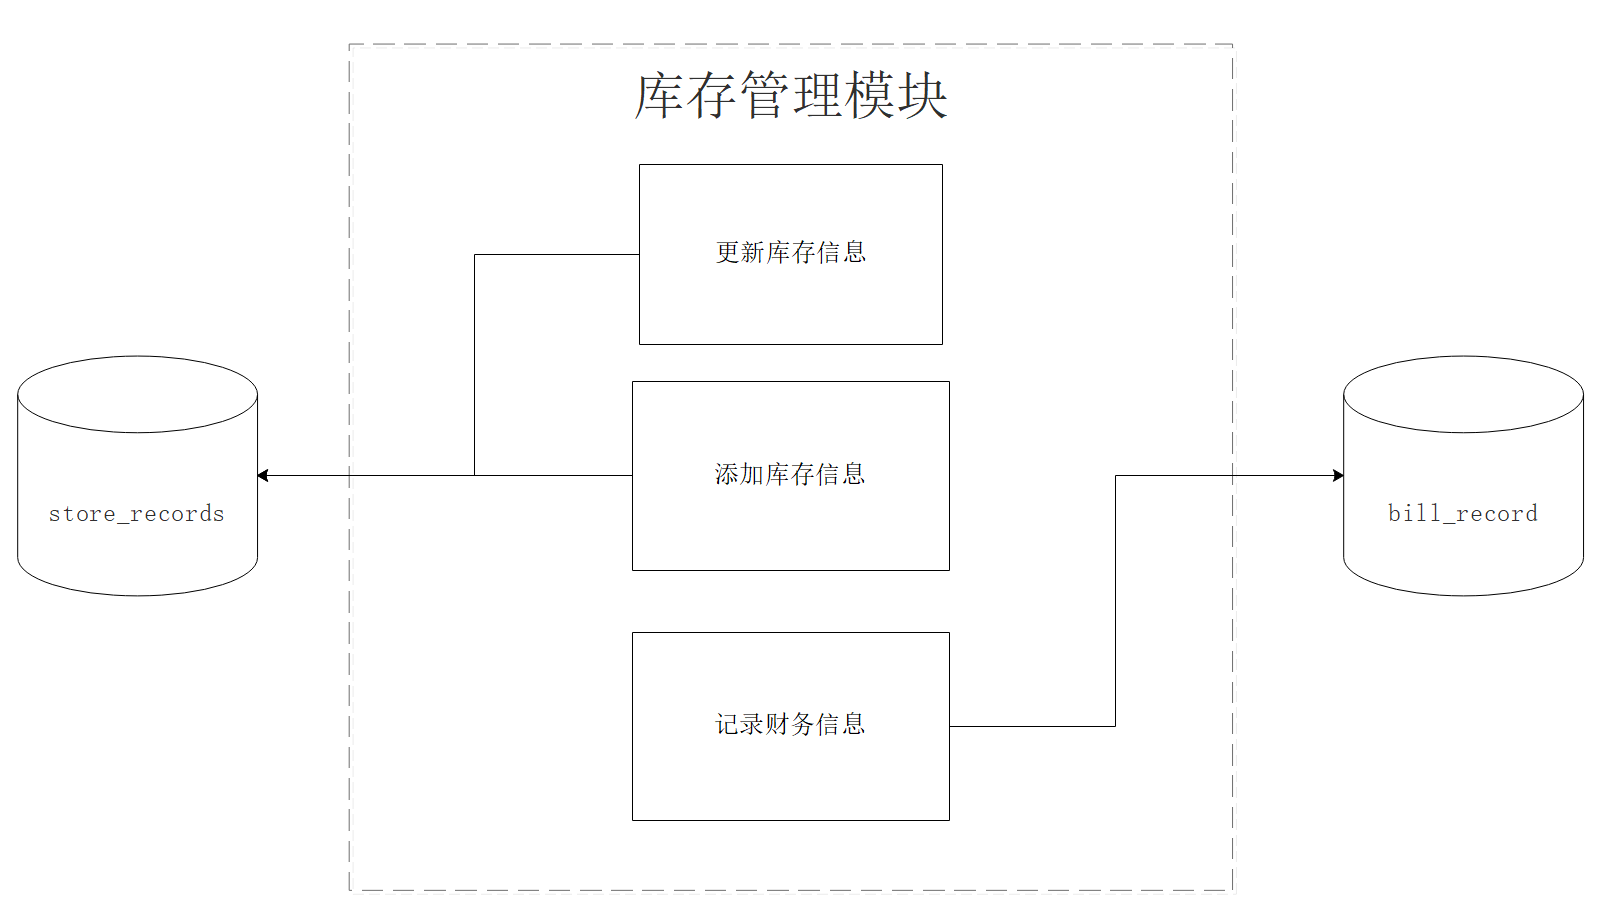 库存管理模块
更新库存信息
添加库存信息
store_records
bill_record
记录财务信息